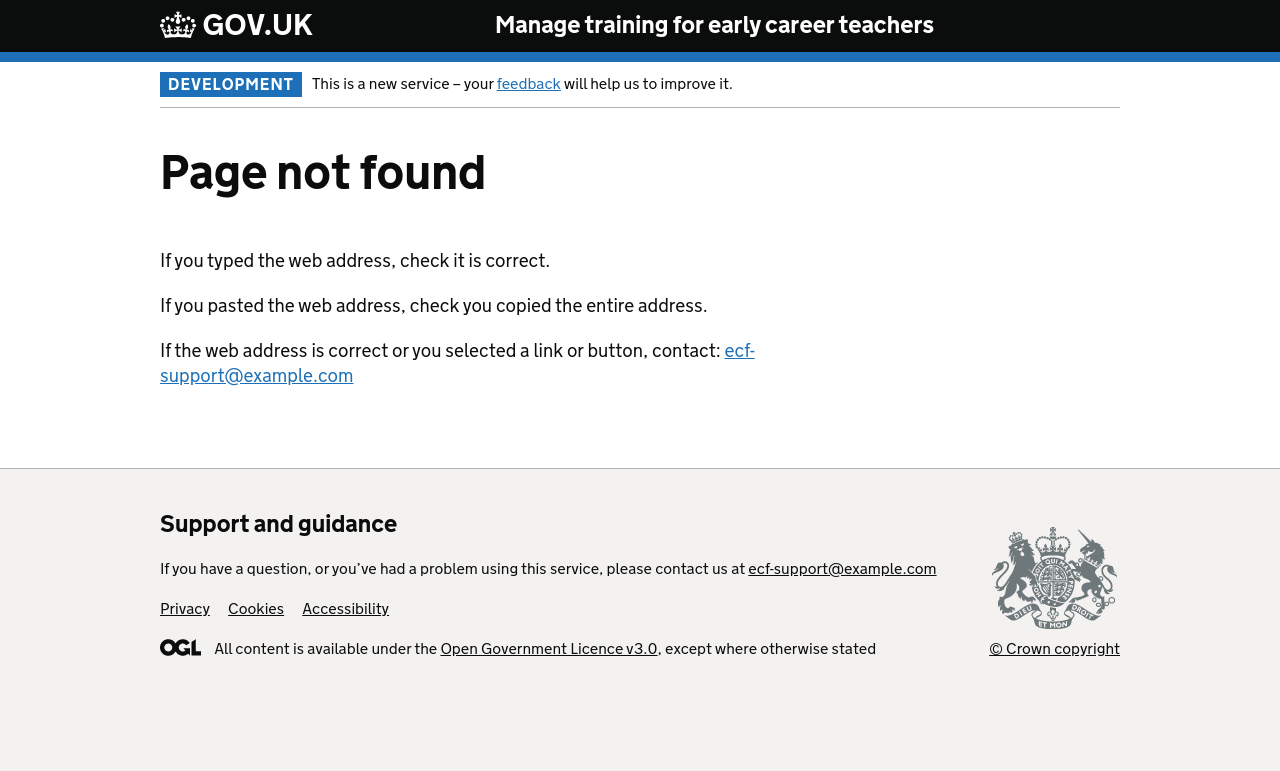 GOV.UK
Manage training for early career teachers
DEVELOPMENT This is a new service – your feedback will help us to improve it.
Page not found
If you typed the web address, check it is correct.
If you pasted the web address, check you copied the entire address.
If the web address is correct or you selected a link or button, contact: ecf-
support@example.com
Support and guidance
If you have a question, or you’ve had a problem using this service, please contact us at ecf-support@example.com
Privacy Cookies Accessibility
OGL All content is available under the Open Government Licence v3.0, except where otherwise stated
DIEU ET MON DROIT
© Crown copyright